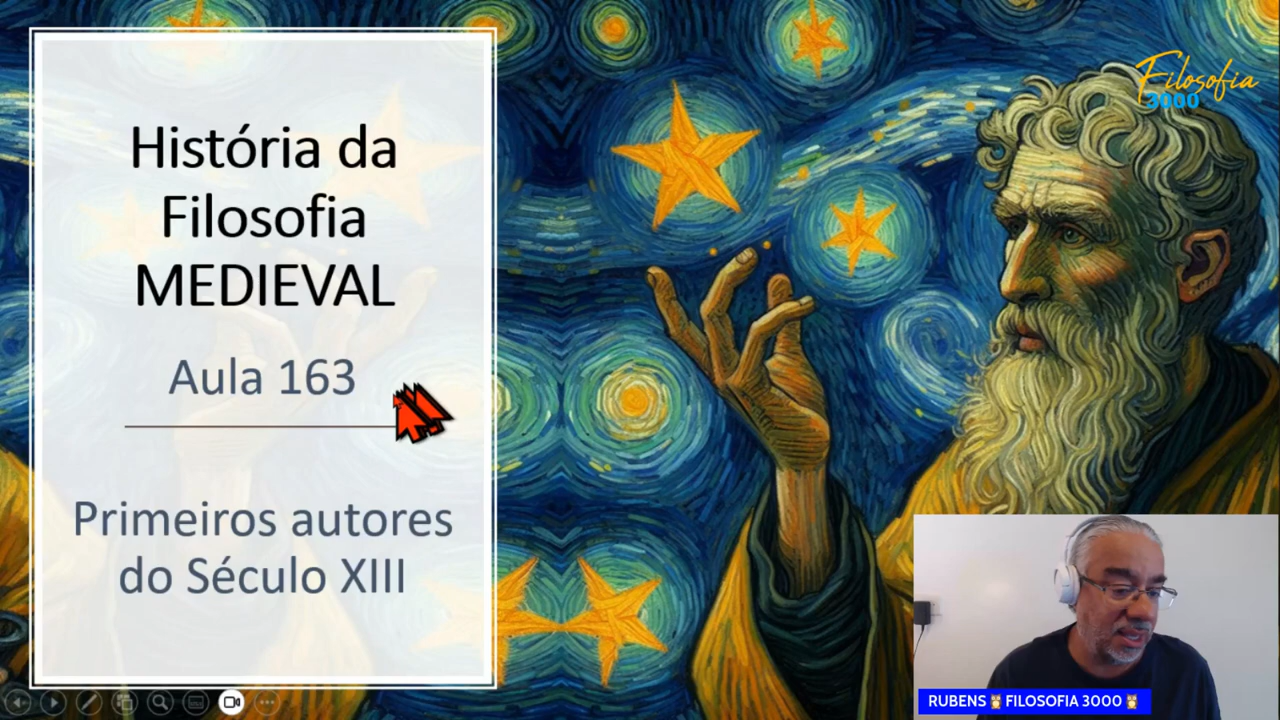 História da
Filosofia
MEDIEVAL
Aula 163
Primeiros autores
do Século XIII
Filosofia
3000
RUBENS 🦉 FILOSOFIA 3000 🦉